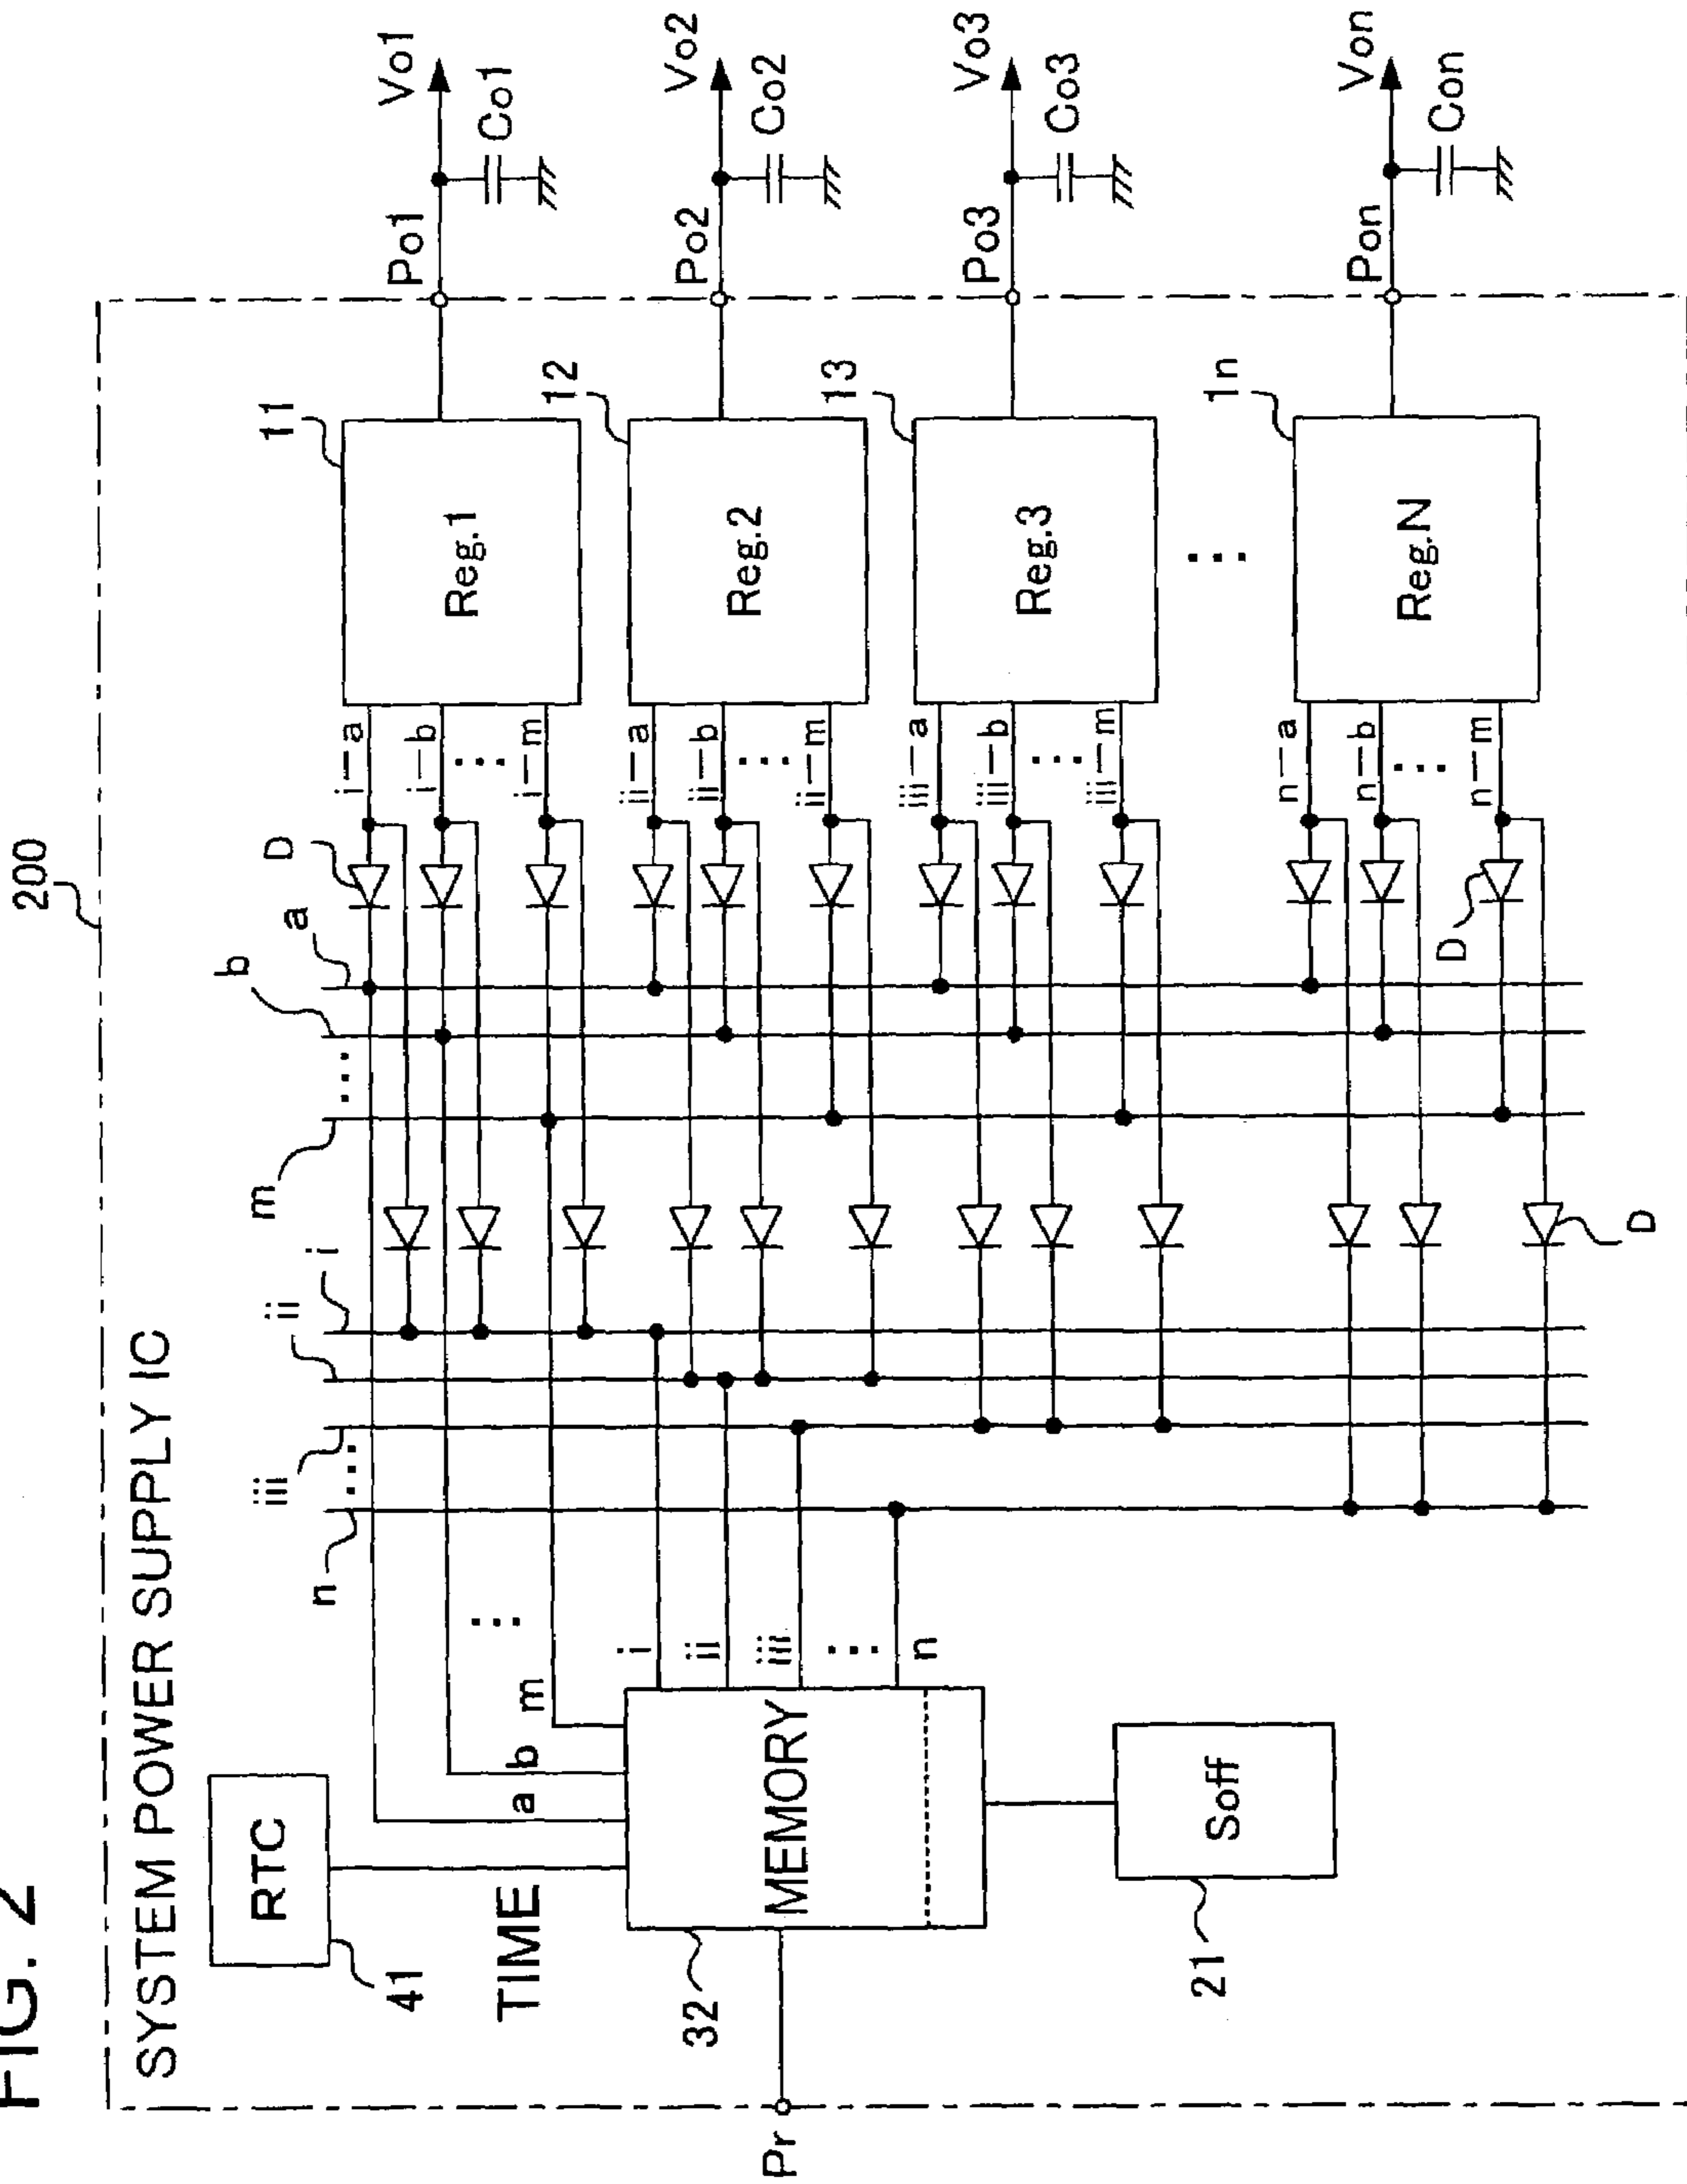 FIG. 2
200
SYSTEM POWER SUPPLY IC
RTC
41
TIME
MEMORY
32
Pr
Soff
21
a
b
m
...
i
ii
iii
...
n
n
...
iii
ii
i
m
...
b
a
D
D
D
i—a
i—b
...
i—m
ii—a
ii—b
...
ii—m
iii—a
iii—b
...
iii—m
n—a
n—b
...
n—m
11
Reg.1
12
Reg.2
13
Reg.3
...
1n
Reg.N
Po1
Vo1
Co1
Po2
Vo2
Co2
Po3
Vo3
Co3
Pon
Von
Con